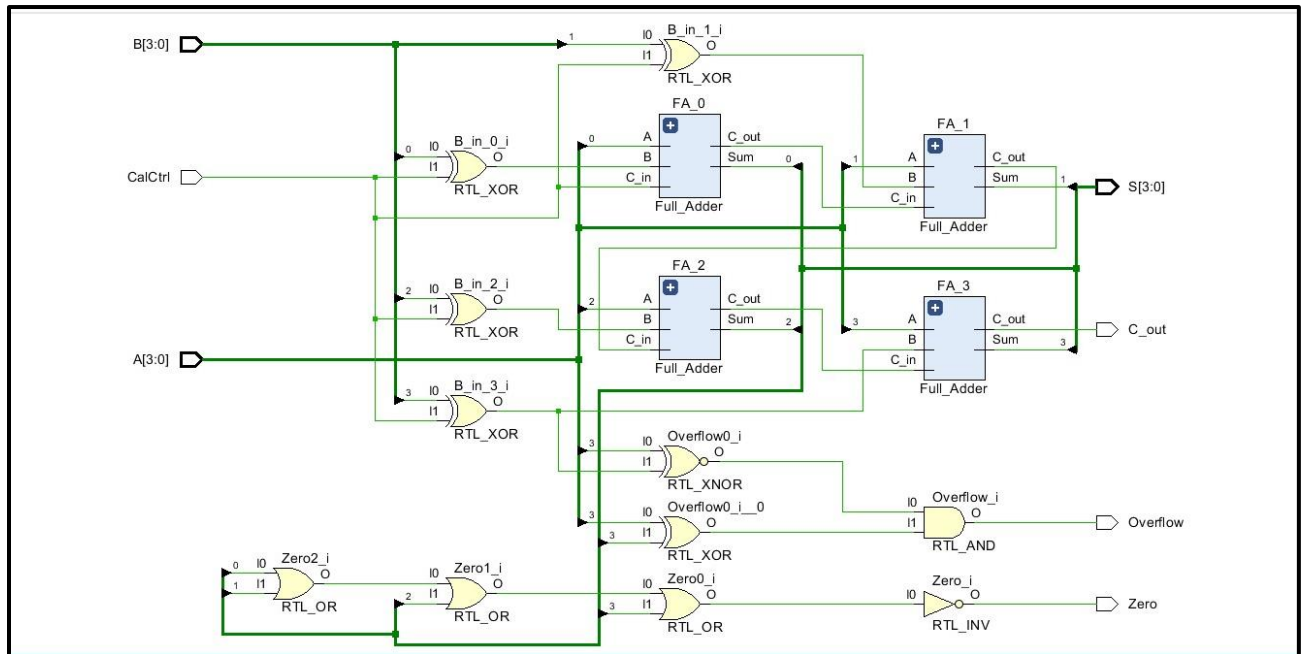 B[3:0]
1
I0
I1
B_in_1_i
O
RTL_XOR
CalCtrl
0
I0
I1
B_in_0_i
O
RTL_XOR
FA_0
0
A
B
C_in
C_out
Sum
0
Full_Adder
FA_1
1
A
B
C_in
C_out
Sum
1
Full_Adder
S[3:0]
2
I0
I1
B_in_2_i
O
RTL_XOR
FA_2
2
A
B
C_in
C_out
Sum
2
Full_Adder
FA_3
3
A
B
C_in
C_out
Sum
3
Full_Adder
C_out
A[3:0]
3
I0
I1
B_in_3_i
O
RTL_XOR
3
I0
I1
Overflow0_i
O
RTL_XNOR
3
3
I0
I1
Overflow0_i__0
O
RTL_XOR
I0
I1
Overflow_i
O
RTL_AND
Overflow
0
1
I0
I1
Zero2_i
O
RTL_OR
2
I0
I1
Zero1_i
O
RTL_OR
3
I0
I1
Zero0_i
O
RTL_OR
I0
Zero_i
O
RTL_INV
Zero